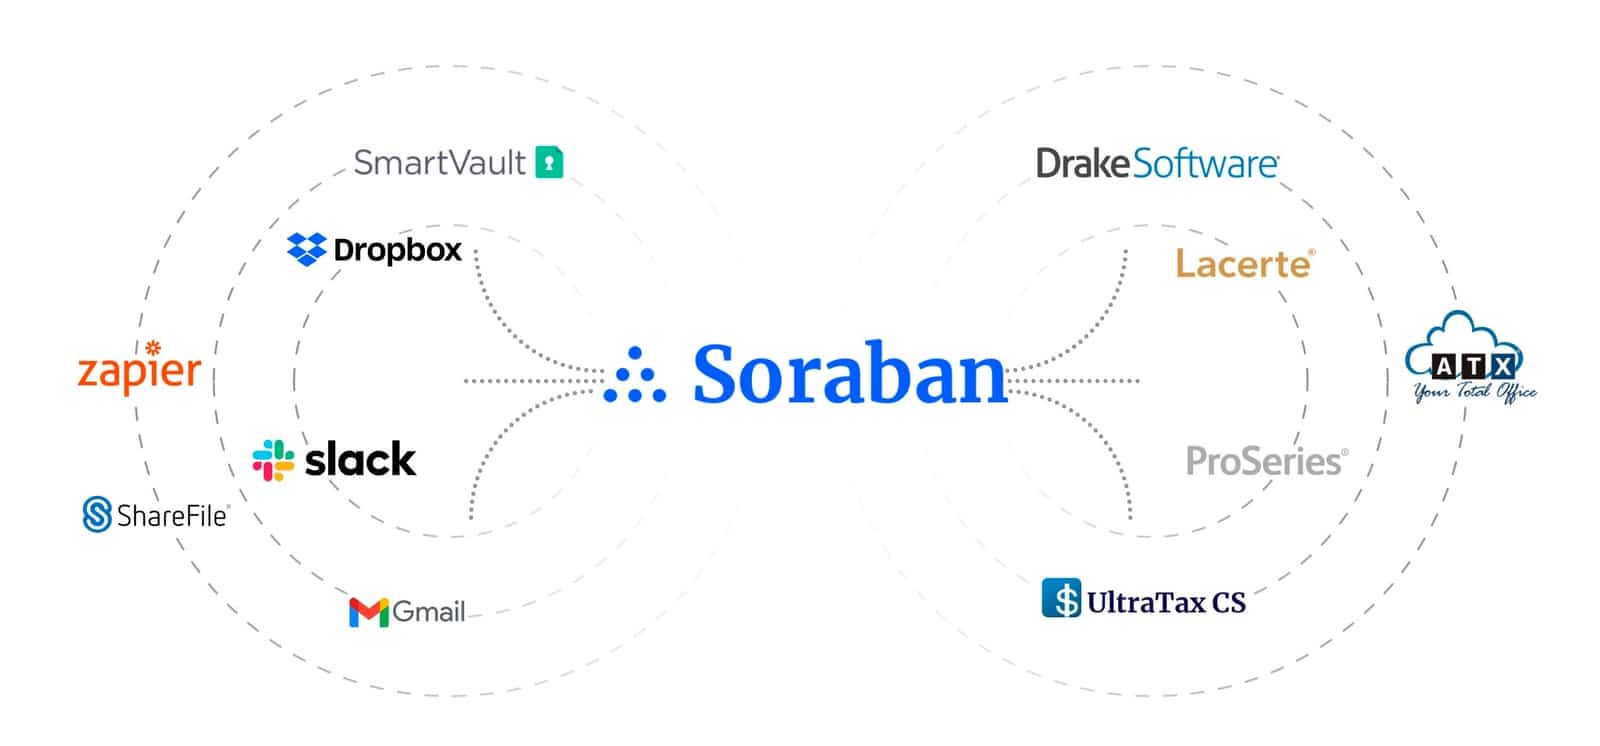 SmartVault
Dropbox
zapier
slack
ShareFile
Gmail
Soraban
DrakeSoftware
Lacerte®
ATX
Your Total Office
ProSeries®
UltraTax CS